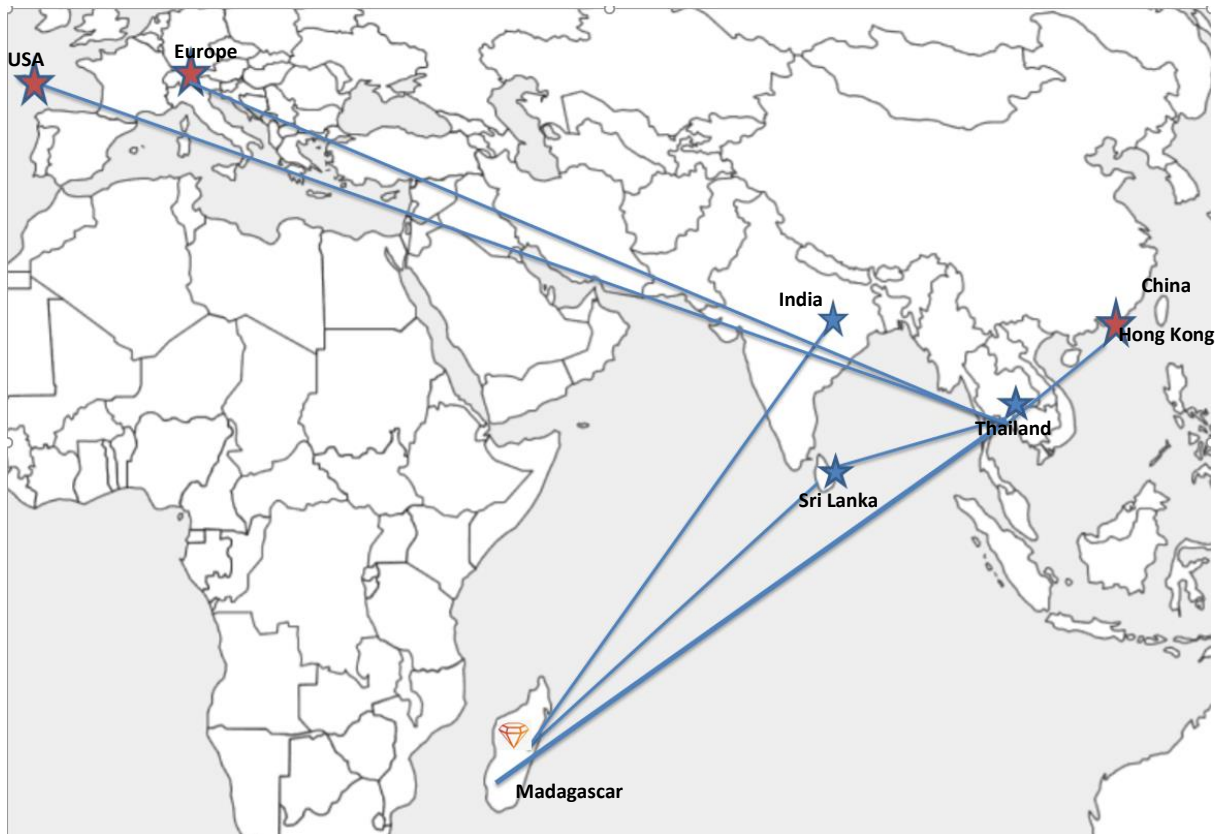 USA
Europe
India
China
Hong Kong
Thailand
Sri Lanka
Madagascar